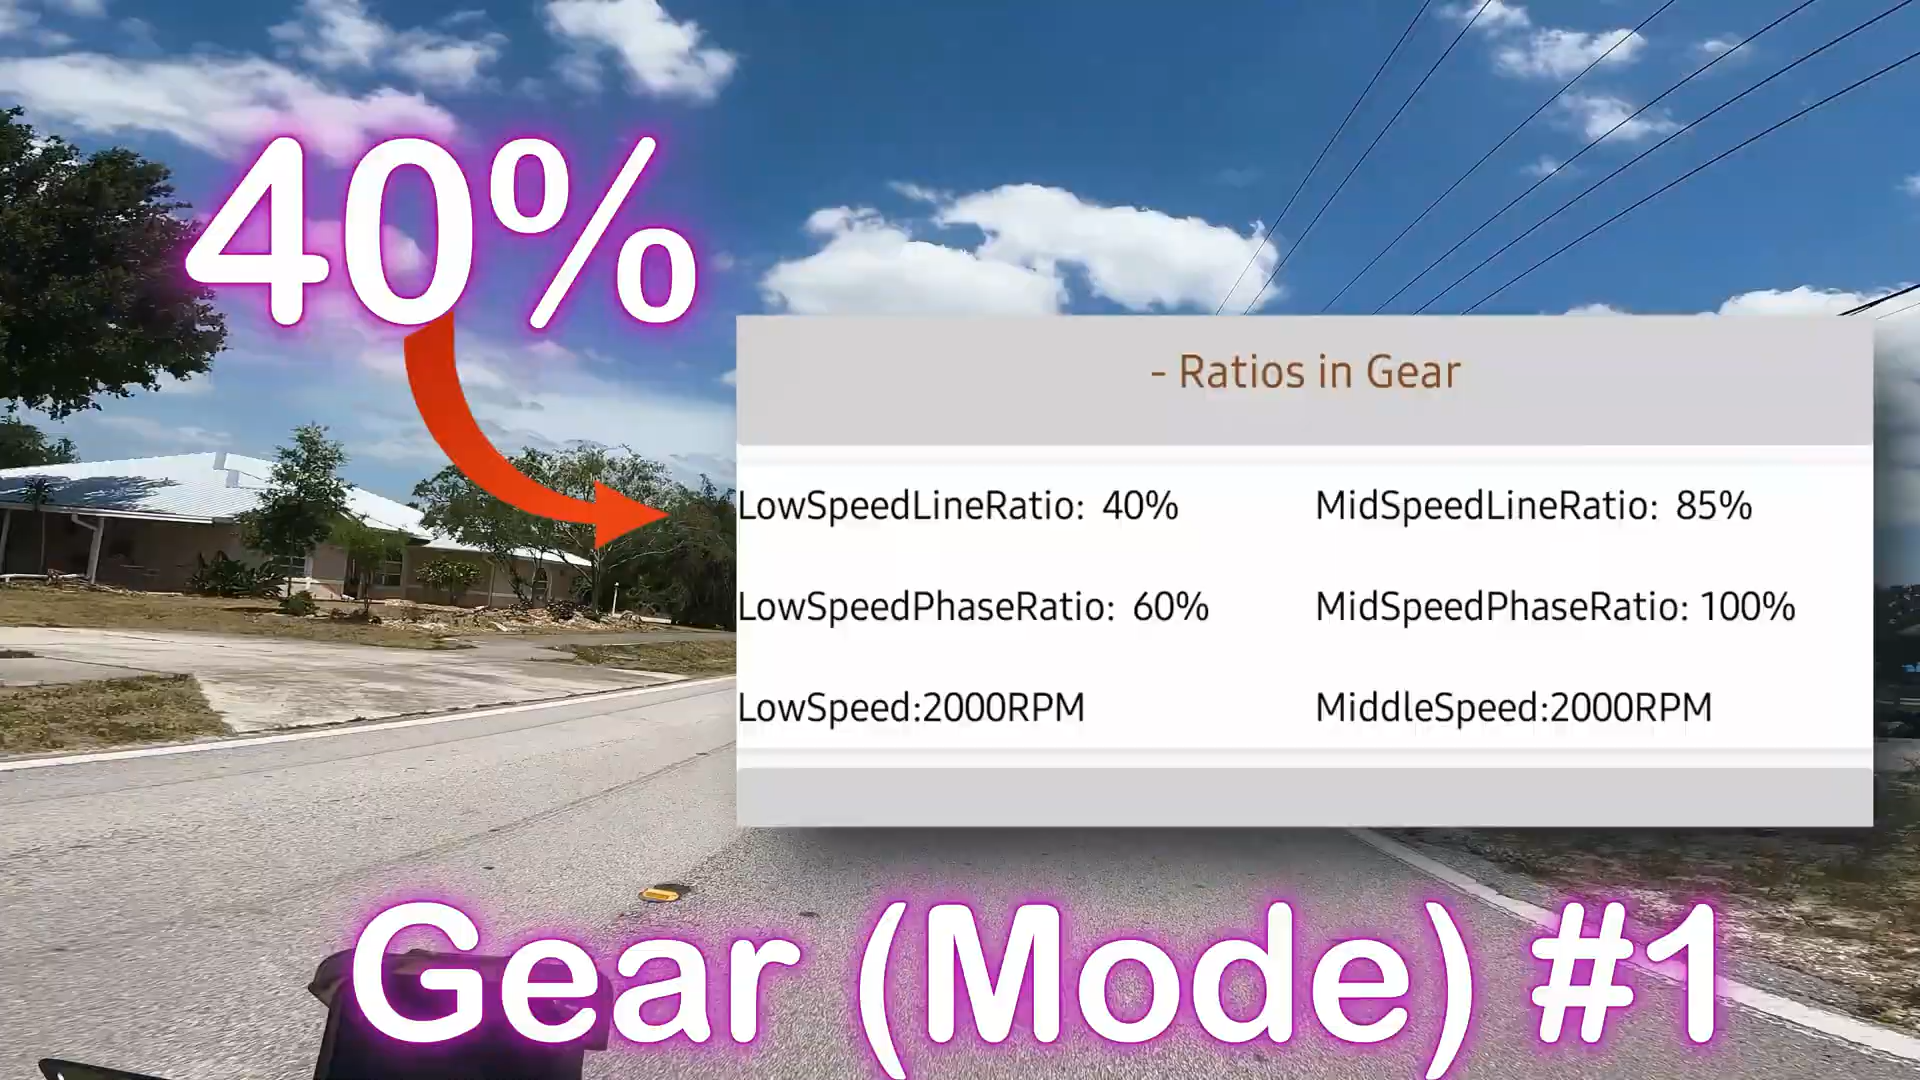 40%
- Ratios in Gear
LowSpeedLineRatio: 40%
MidSpeedLineRatio: 85%
LowSpeedPhaseRatio: 60%
MidSpeedPhaseRatio: 100%
LowSpeed:2000RPM
MiddleSpeed:2000RPM
Gear (Mode) #1